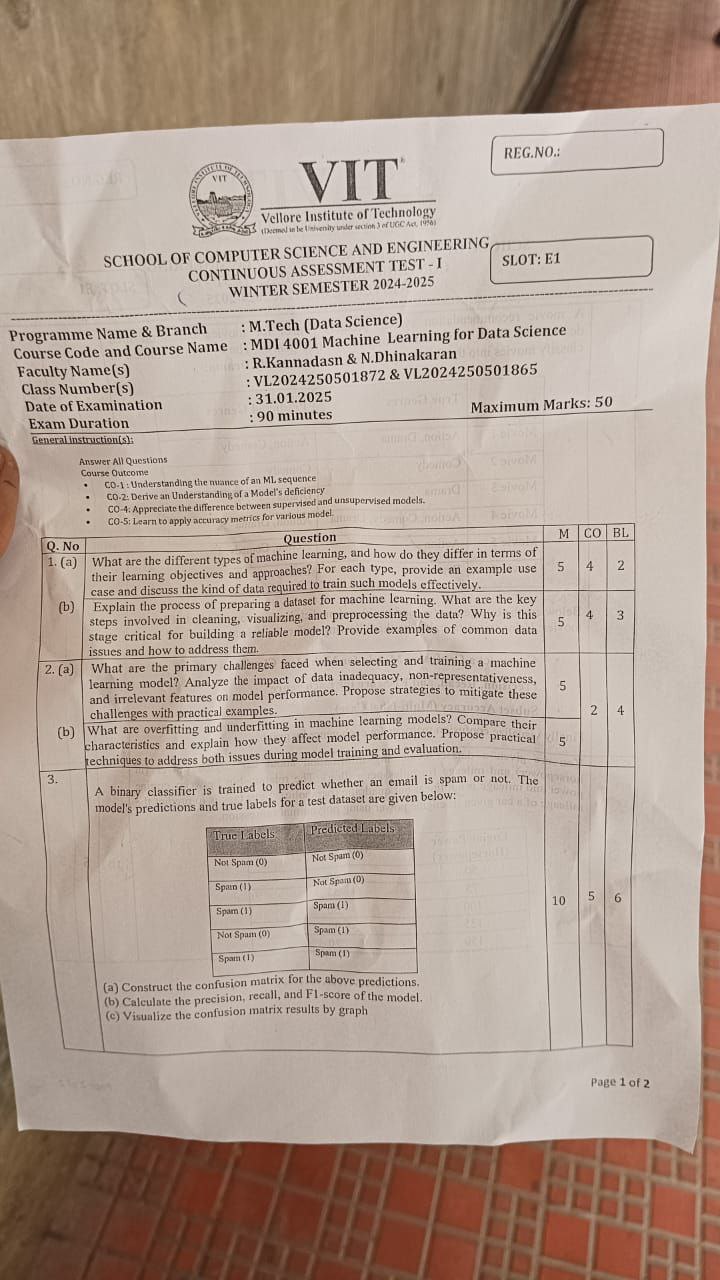 VIT
REG.NO.:
VIT
Vellore Institute of Technology
(Deemed to be University under section 3 of UGC Act, 1956)
SCHOOL OF COMPUTER SCIENCE AND ENGINEERING
CONTINUOUS ASSESSMENT TEST - I
SLOT: E1
WINTER SEMESTER 2024-2025
Programme Name & Branch : M.Tech (Data Science)
Course Code and Course Name : MDI 4001 Machine Learning for Data Science
Faculty Name(s) : R.Kannadasn & N.Dhinakaran
Class Number(s) : VL2024250501872 & VL2024250501865
Date of Examination : 31.01.2025
Exam Duration : 90 minutes Maximum Marks: 50
General instruction(s):
Answer All Questions
Course Outcome
• CO-1 : Understanding the nuance of an ML sequence
• CO-2: Derive an Understanding of a Model's deficiency
• CO-4: Appreciate the difference between supervised and unsupervised models.
• CO-5: Learn to apply accuracy metrics for various model.
Q. No Question M CO BL
1. (a) What are the different types of machine learning, and how do they differ in terms of
their learning objectives and approaches? For each type, provide an example use
case and discuss the kind of data required to train such models effectively.
5 4 2
(b) Explain the process of preparing a dataset for machine learning. What are the key
steps involved in cleaning, visualizing, and preprocessing the data? Why is this
stage critical for building a reliable model? Provide examples of common data
issues and how to address them.
5 4 3
2. (a) What are the primary challenges faced when selecting and training a machine
learning model? Analyze the impact of data inadequacy, non-representativeness,
and irrelevant features on model performance. Propose strategies to mitigate these
challenges with practical examples.
5
2 4
(b) What are overfitting and underfitting in machine learning models? Compare their
characteristics and explain how they affect model performance. Propose practical
techniques to address both issues during model training and evaluation.
5
3.
A binary classifier is trained to predict whether an email is spam or not. The
model's predictions and true labels for a test dataset are given below:
True Labels Predicted Labels
Not Spam (0) Not Spam (0)
Spam (1) Not Spam (0)
Spam (1) Spam (1)
Not Spam (0) Spam (1)
Spam (1) Spam (1)
10 5 6
(a) Construct the confusion matrix for the above predictions.
(b) Calculate the precision, recall, and F1-score of the model.
(c) Visualize the confusion matrix results by graph
Page 1 of 2